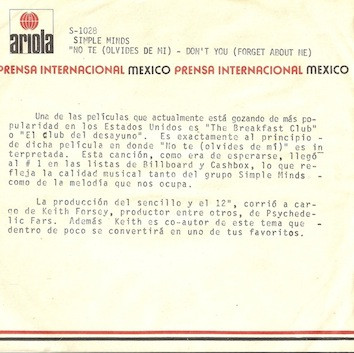 ariola
S-1028
SIMPLE MINDS
"NO TE (OLVIDES DE MI) - DON'T YOU (FORGET ABOUT ME)
PRENSA INTERNACIONAL MEXICO PRENSA INTERNACIONAL MEXICO
Una de las películas que actualmente está gozando de más po-
pularidad en los Estados Unidos es "The Breakfast Club"
o "El Club del desayuno". Es exactamente al principio -
de dicha película en donde "No te (olvides de mi)" es in
terpretada. Esta canción, como era de esperarse, llegó
al # 1 en las listas de Billboard y Cashbox, lo que re-
fleja la calidad musical tanto del grupo Simple Minds -
como de la melodía que nos ocupa.
La producción del sencillo y el 12", corrió a car-
go de Keith Forsey, productor entre otros, de Psychede-
lic Fars. Además Keith es co-autor de este tema que -
dentro de poco se convertirá en uno de tus favoritos.